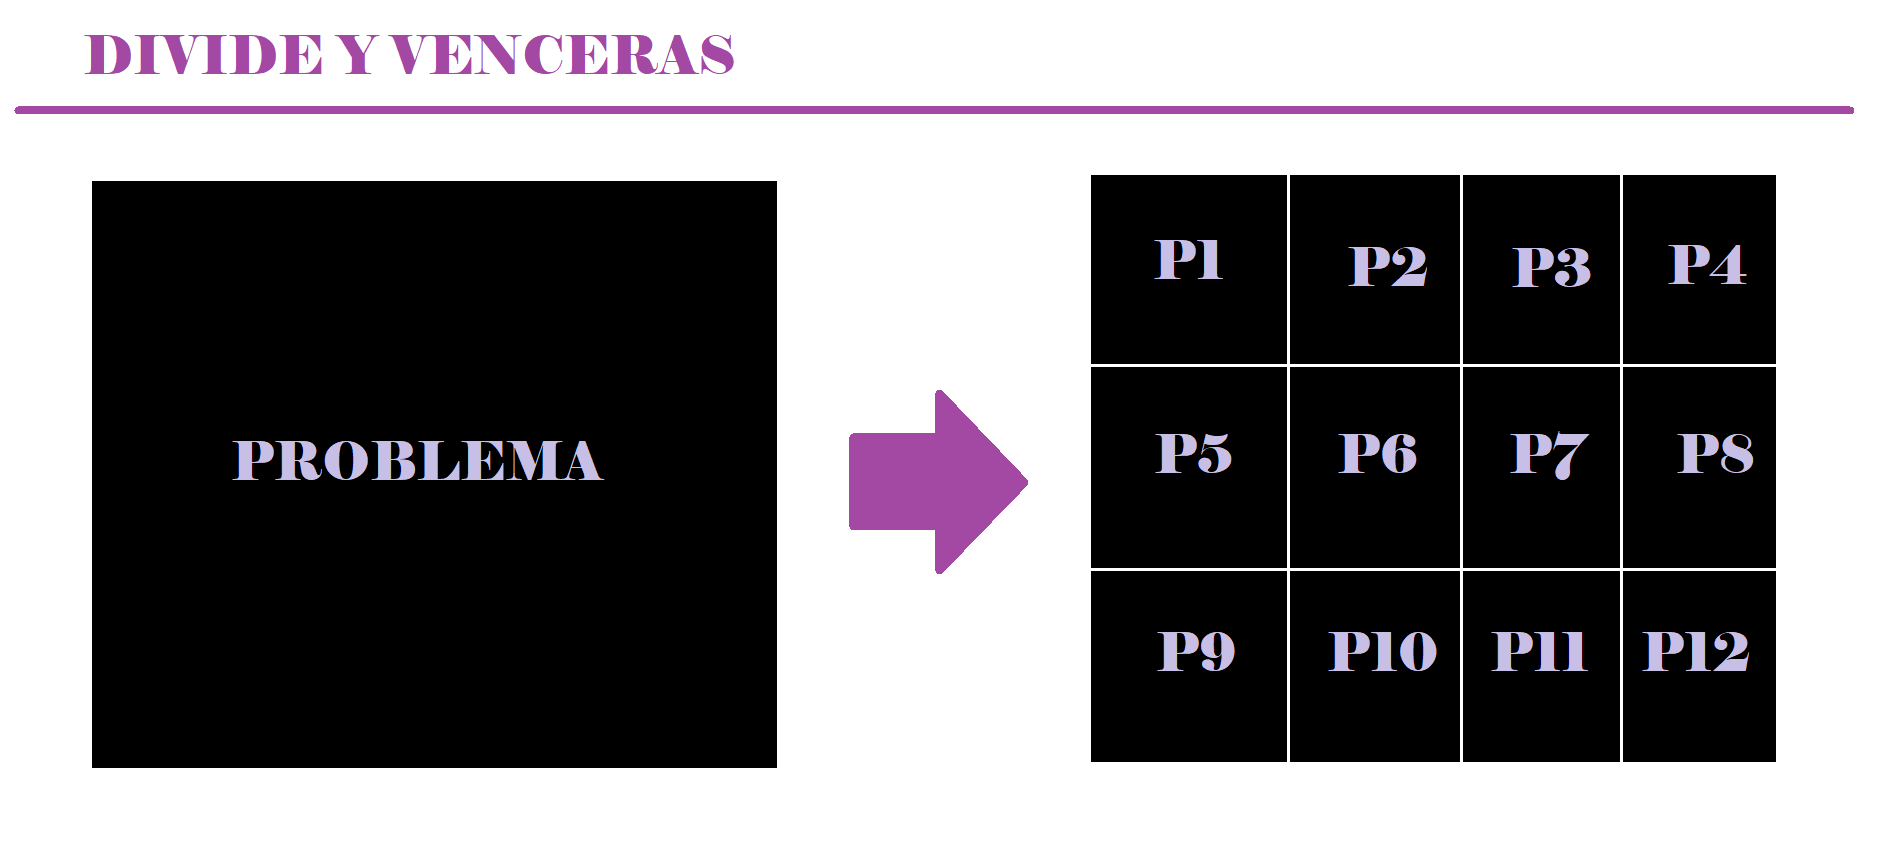 DIVIDE Y VENCERAS
PROBLEMA
P1 P2 P3 P4
P5 P6 P7 P8
P9 P10 P11 P12